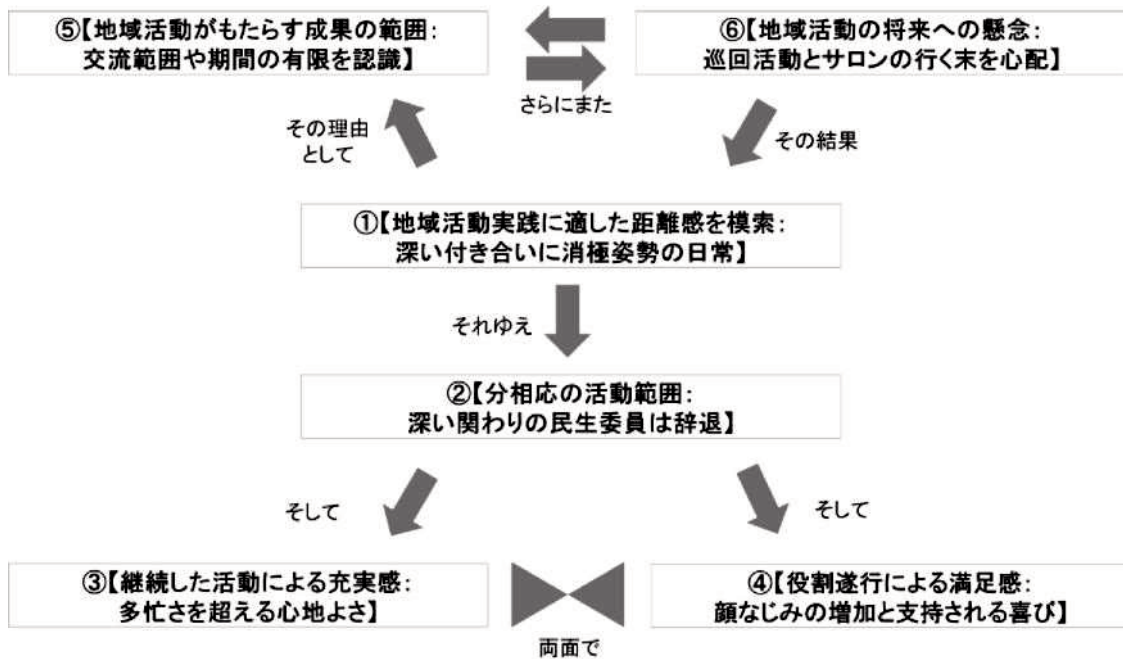 ⑤【地域活動がもたらす成果の範囲:
交流範囲や期間の有限を認識】
⑥【地域活動の将来への懸念:
巡回活動とサロンの行く末を心配】
さらにまた
その理由
として
その結果
①【地域活動実践に適した距離感を模索:
深い付き合いに消極姿勢の日常】
それゆえ
②【分相応の活動範囲:
深い関わりの民生委員は辞退】
そして
そして
③【継続した活動による充実感:
多忙さを超える心地よさ】
④【役割遂行による満足感:
顔なじみの増加と支持される喜び】
両面で